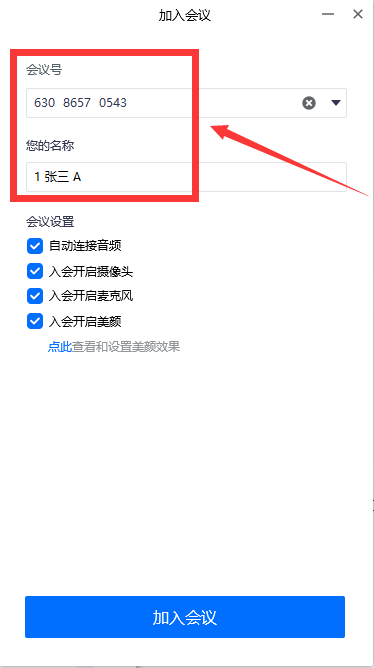 加入会议
会议号
630 8657 0543
您的名称
1 张三 A
会议设置
自动连接音频
入会开启摄像头
入会开启麦克风
入会开启美颜
点此查看和设置美颜效果
加入会议